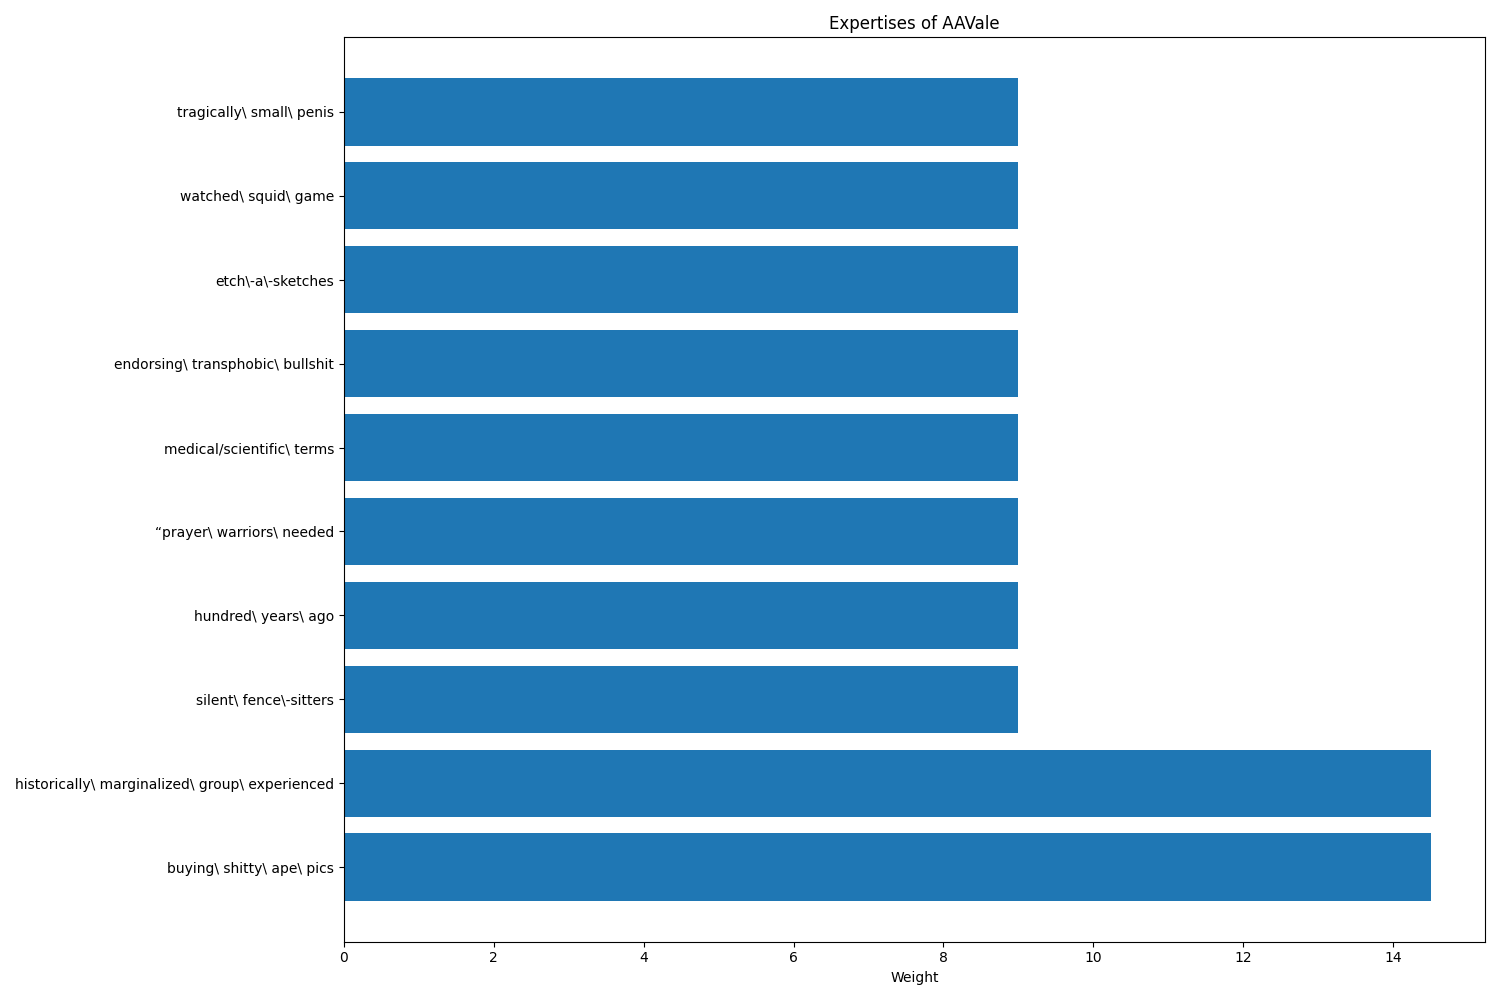 Expertises of AAVale
tragically\ small\ penis
watched\ squid\ game
etch\-a\-sketches
endorsing\ transphobic\ bullshit
medical/scientific\ terms
“prayer\ warriors\ needed
hundred\ years\ ago
silent\ fence\-sitters
historically\ marginalized\ group\ experienced
buying\ shitty\ ape\ pics
0 2 4 6 8 10 12 14
Weight